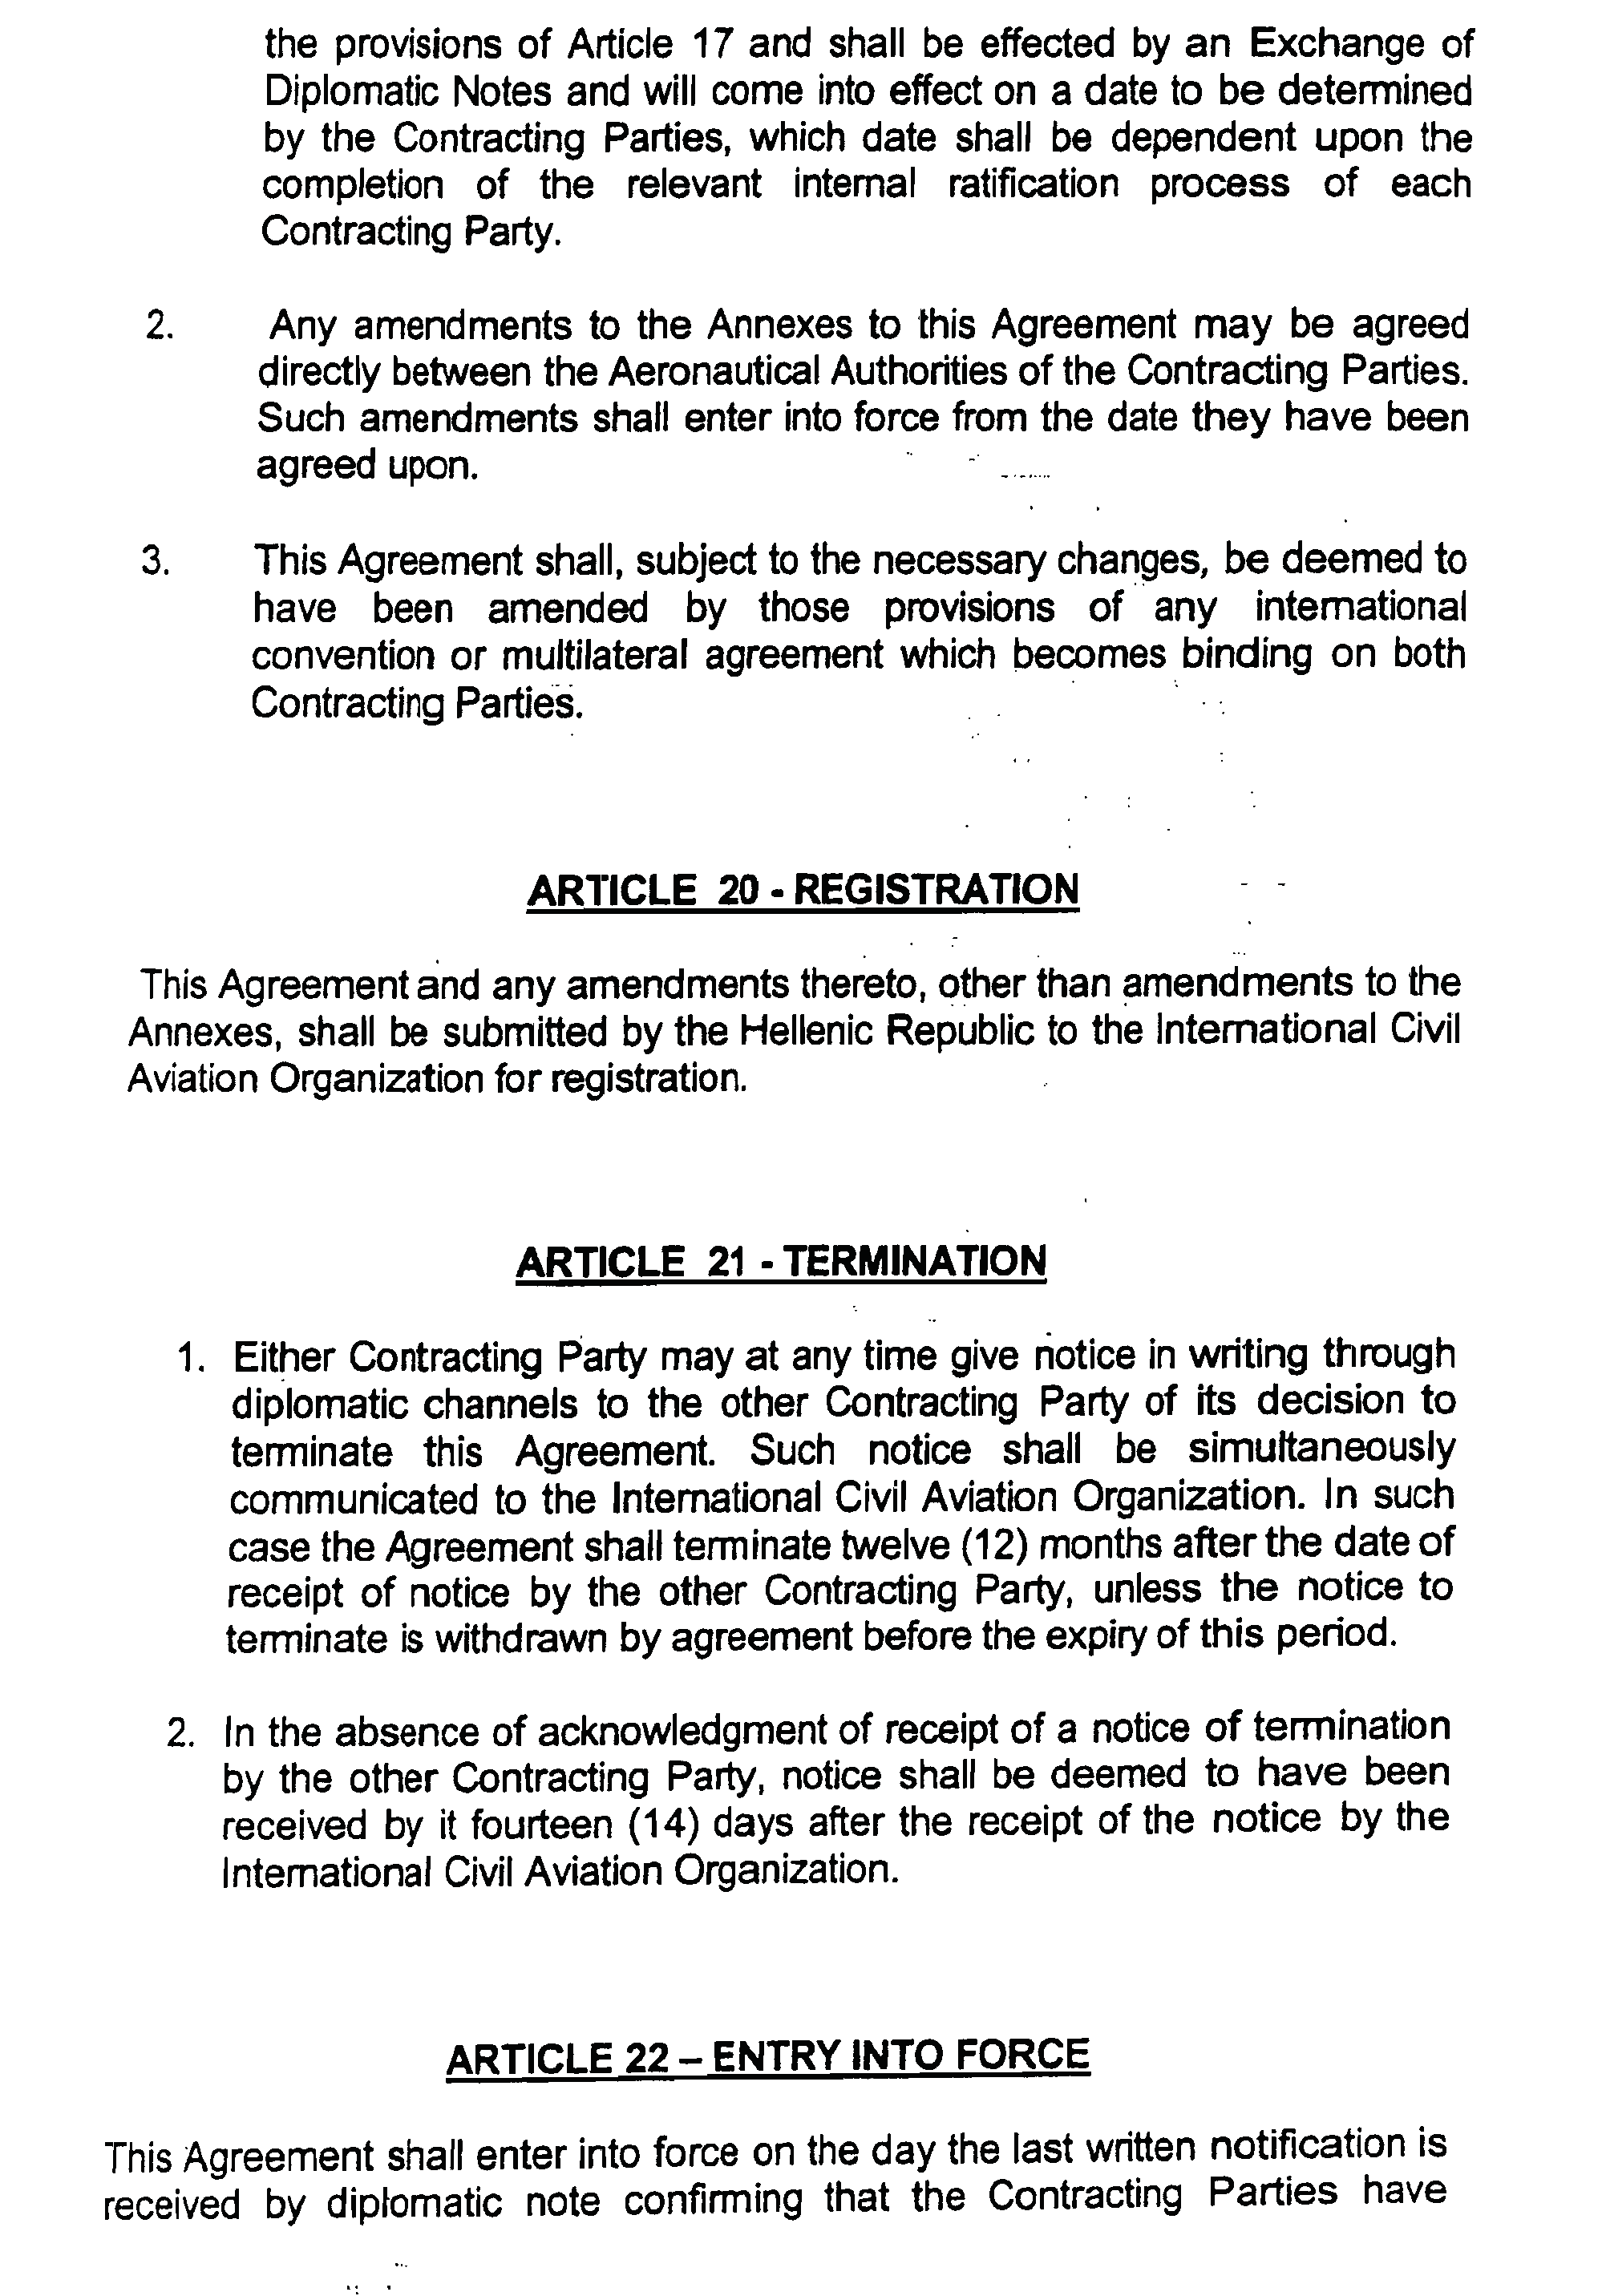 the provisions of Article 17 and shall be effected by an Exchange of
Diplomatic Notes and will come into effect on a date to be determined
by the Contracting Parties, which date shall be dependent upon the
completion of the relevant internal ratification process of each
Contracting Party.
2. Any amendments to the Annexes to this Agreement may be agreed
directly between the Aeronautical Authorities of the Contracting Parties.
Such amendments shall enter into force from the date they have been
agreed upon.
3. This Agreement shall, subject to the necessary changes, be deemed to
have been amended by those provisions of any international
convention or multilateral agreement which becomes binding on both
Contracting Parties.
ARTICLE 20 - REGISTRATION
This Agreement and any amendments thereto, other than amendments to the
Annexes, shall be submitted by the Hellenic Republic to the International Civil
Aviation Organization for registration.
ARTICLE 21 - TERMINATION
1. Either Contracting Party may at any time give notice in writing through
diplomatic channels to the other Contracting Party of its decision to
terminate this Agreement. Such notice shall be simultaneously
communicated to the International Civil Aviation Organization. In such
case the Agreement shall terminate twelve (12) months after the date of
receipt of notice by the other Contracting Party, unless the notice to
terminate is withdrawn by agreement before the expiry of this period.
2. In the absence of acknowledgment of receipt of a notice of termination
by the other Contracting Party, notice shall be deemed to have been
received by it fourteen (14) days after the receipt of the notice by the
International Civil Aviation Organization.
ARTICLE 22 – ENTRY INTO FORCE
This Agreement shall enter into force on the day the last written notification is
received by diplomatic note confirming that the Contracting Parties have